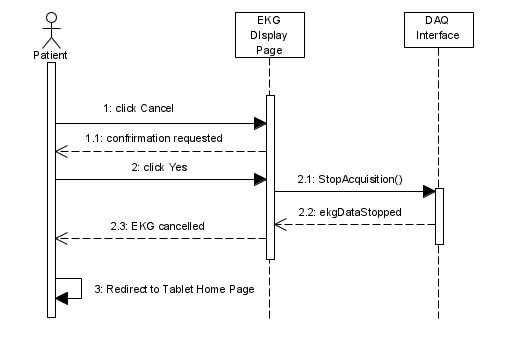 EKG
DIsplay
Page
DAQ
Interface
Patient
1: click Cancel
1.1: confrirmation requested
2: click Yes
2.1: StopAcquisition()
2.2: ekgDataStopped
2.3: EKG cancelled
3: Redirect to Tablet Home Page